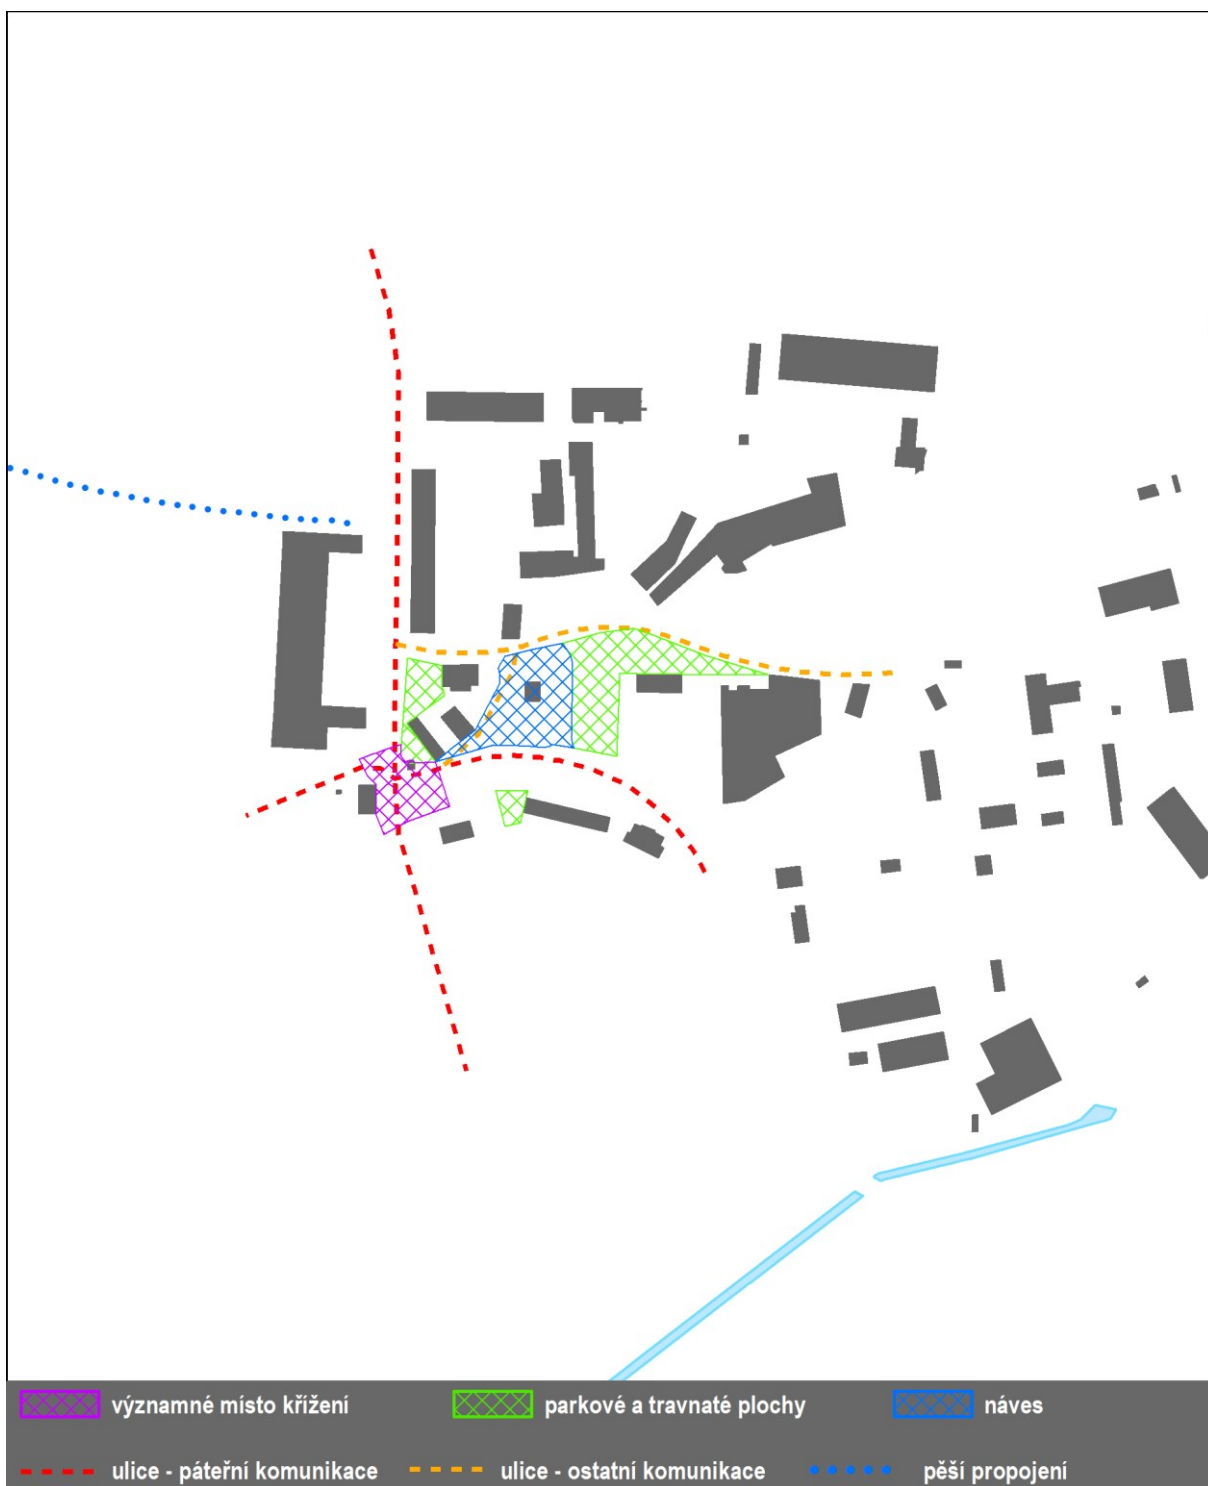 významné místo křížení parkové a travnaté plochy náves
ulice - páteřní komunikace ulice - ostatní komunikace pěší propojení